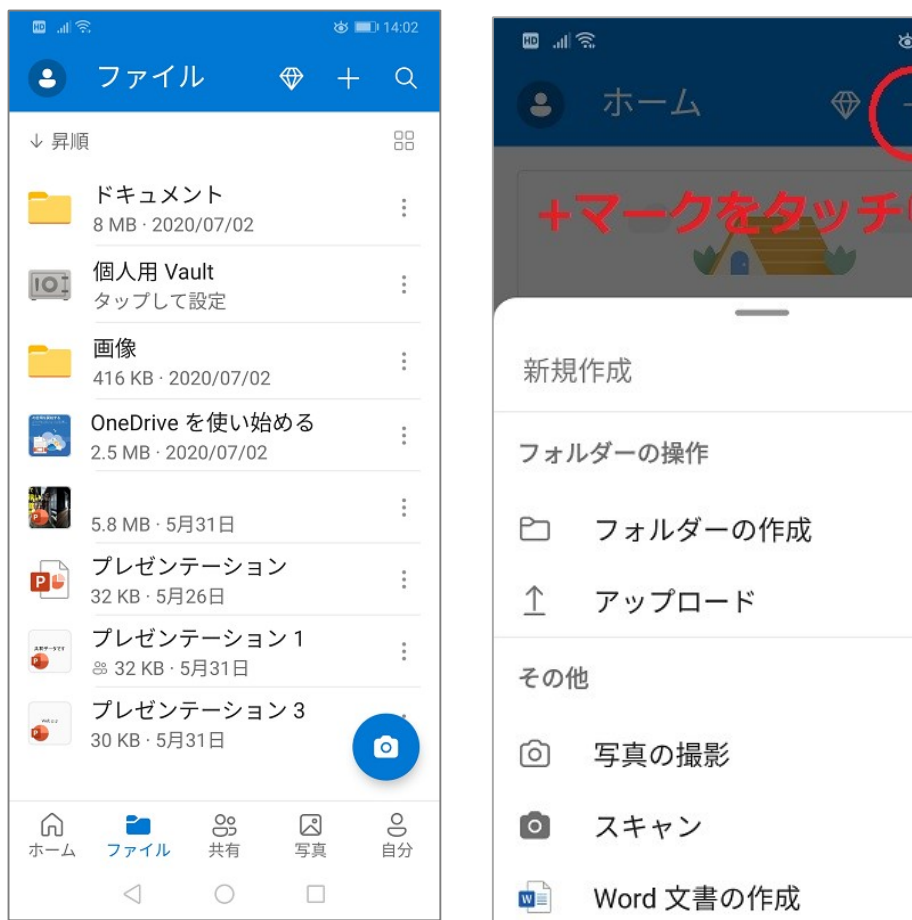 HD 14:02
ファイル
昇順
ドキュメント
8 MB · 2020/07/02
個人用 Vault
タップして設定
画像
416 KB · 2020/07/02
OneDrive を使い始める
2.5 MB · 2020/07/02
5.8 MB · 5月31日
プレゼンテーション
32 KB · 5月26日
プレゼンテーション 1
32 KB · 5月31日
プレゼンテーション 3
30 KB · 5月31日
ホーム ファイル 共有 写真 自分
HD
ホーム
+マークをタッチ
新規作成
フォルダーの操作
フォルダーの作成
アップロード
その他
写真の撮影
スキャン
Word 文書の作成